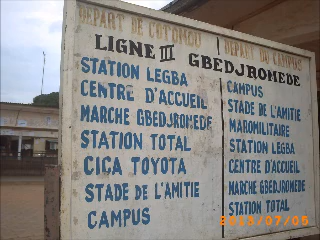 DEPART DE COTONOU
DEPART DU CAMPUS
LIGNE III GBEDJROMEDE
STATION LEGBA
CENTRE D'ACCUEIL
MARCHE GBEDJROMEDE
STATION TOTAL
CICA TOYOTA
STADE DE L'AMITIE
CAMPUS
CAMPUS
STADE DE L'AMITIE
MAROMILITAIRE
STATION LEGBA
CENTRE D'ACCUEIL
MARCHE GBEDJROMEDE
STATION TOTAL
2013/07/05